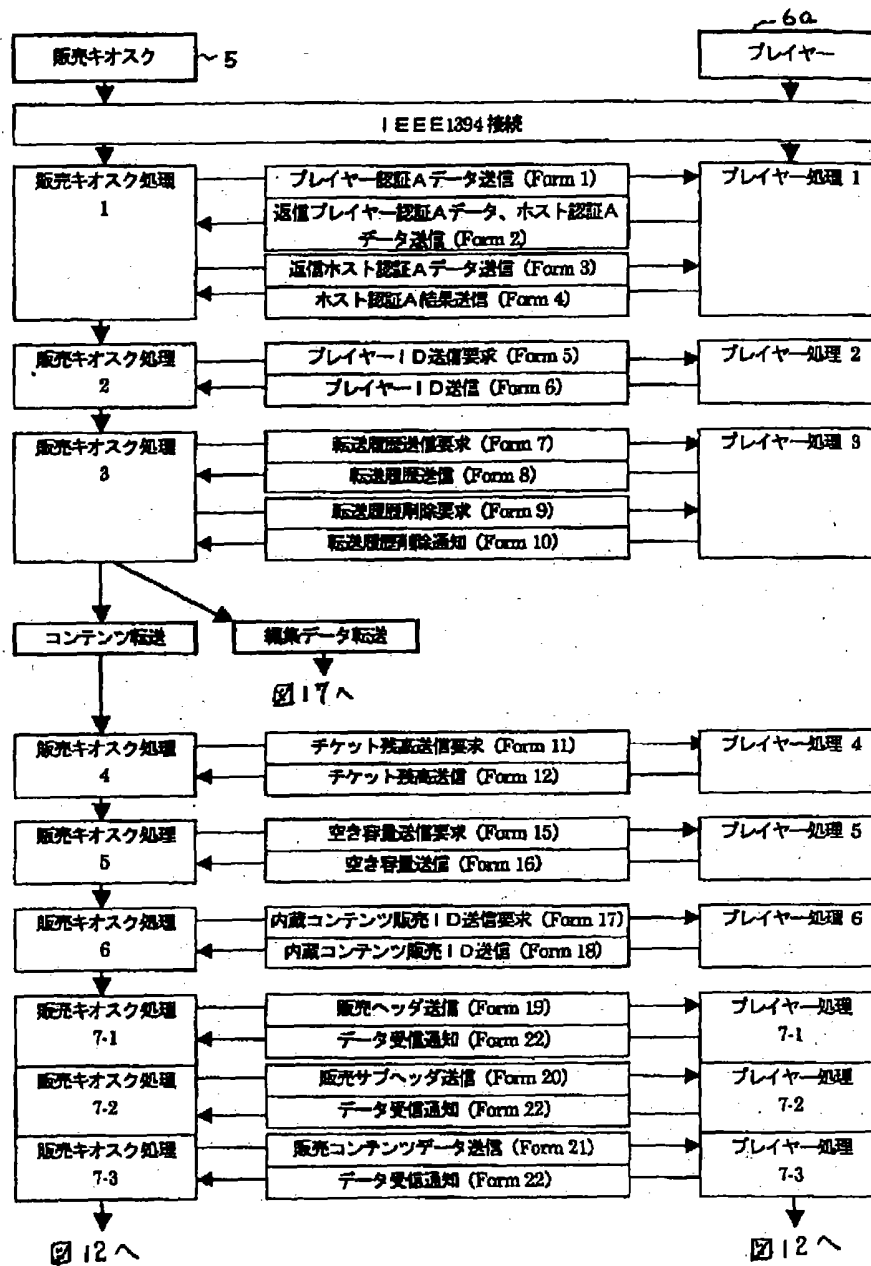 販売キオスク
~5
6a
プレイヤー
IEEE1394接続
販売キオスク処理
1
プレイヤー認証Aデータ送信 (Form 1)
返信プレイヤー認証Aデータ、ホスト認証A
データ送信 (Form 2)
返信ホスト認証Aデータ送信 (Form 3)
ホスト認証A結果送信 (Form 4)
プレイヤー処理 1
販売キオスク処理
2
プレイヤーID送信要求 (Form 5)
プレイヤーID送信 (Form 6)
プレイヤー処理 2
販売キオスク処理
3
転送履歴送信要求 (Form 7)
転送履歴送信 (Form 8)
転送履歴削除要求 (Form 9)
転送履歴削除通知 (Form 10)
プレイヤー処理 3
コンテンツ転送
編集データ転送
図17へ
販売キオスク処理
4
チケット残高送信要求 (Form 11)
チケット残高送信 (Form 12)
プレイヤー処理 4
販売キオスク処理
5
空き容量送信要求 (Form 15)
空き容量送信 (Form 16)
プレイヤー処理 5
販売キオスク処理
6
内蔵コンテンツ販売ID送信要求 (Form 17)
内蔵コンテンツ販売ID送信 (Form 18)
プレイヤー処理 6
販売キオスク処理
7-1
販売ヘッダ送信 (Form 19)
データ受信通知 (Form 22)
プレイヤー処理
7-1
販売キオスク処理
7-2
販売サブヘッダ送信 (Form 20)
データ受信通知 (Form 22)
プレイヤー処理
7-2
販売キオスク処理
7-3
販売コンテンツデータ送信 (Form 21)
データ受信通知 (Form 22)
プレイヤー処理
7-3
図12へ
図12へ